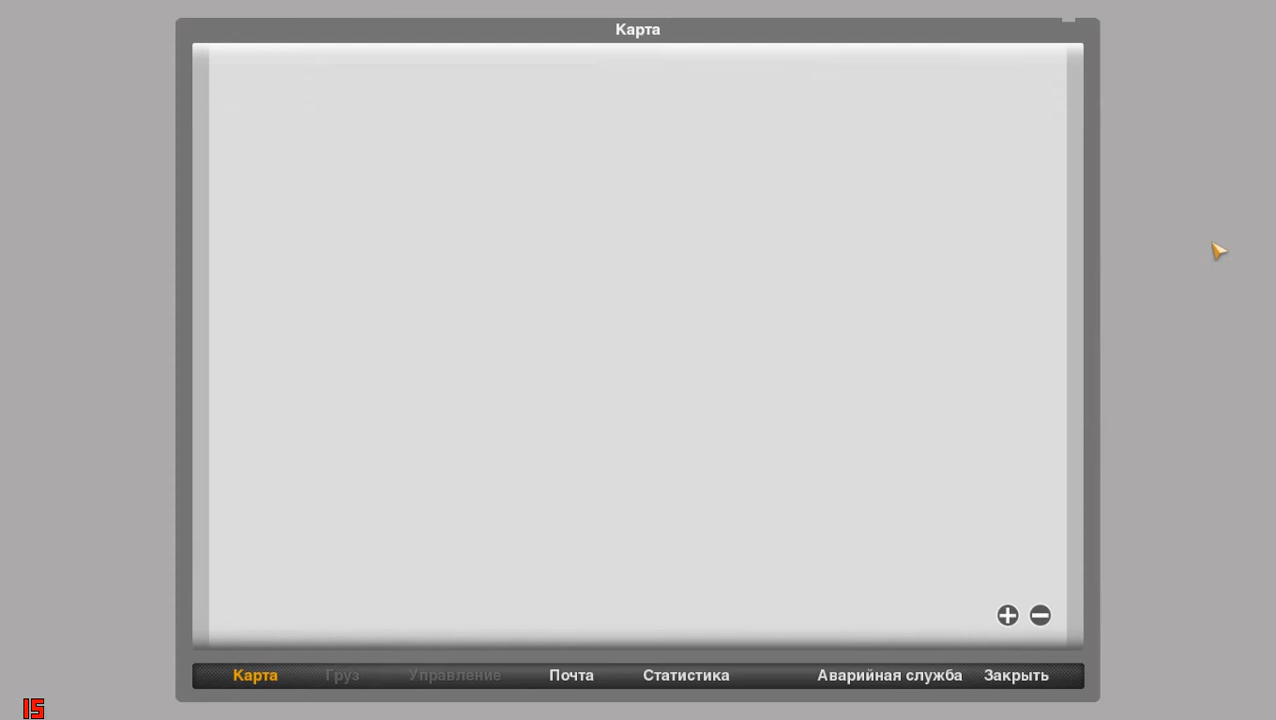 Карта
Карта Груз Управление Почта Статистика Аварийная служба Закрыть
15